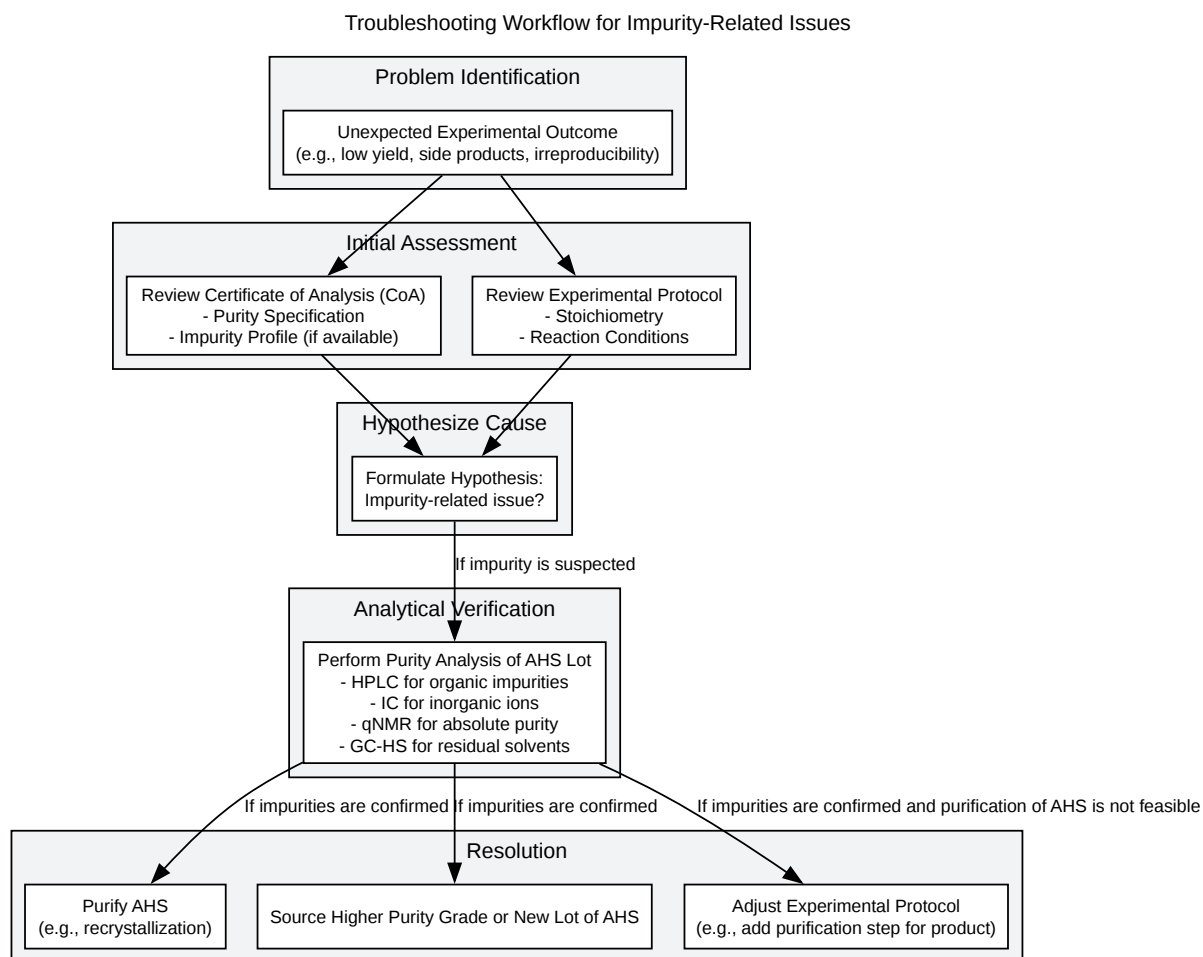 Troubleshooting Workflow for Impurity-Related Issues
Problem Identification
Unexpected Experimental Outcome
(e.g., low yield, side products, irreproducibility)
Initial Assessment
Review Certificate of Analysis (CoA)
- Purity Specification
- Impurity Profile (if available)
Review Experimental Protocol
- Stoichiometry
- Reaction Conditions
Hypothesize Cause
Formulate Hypothesis:
Impurity-related issue?
If impurity is suspected
Analytical Verification
Perform Purity Analysis of AHS Lot
- HPLC for organic impurities
- IC for inorganic ions
- qNMR for absolute purity
- GC-HS for residual solvents
If impurities are confirmed
If impurities are confirmed
If impurities are confirmed and purification of AHS is not feasible
Resolution
Purify AHS
(e.g., recrystallization)
Source Higher Purity Grade or New Lot of AHS
Adjust Experimental Protocol
(e.g., add purification step for product)